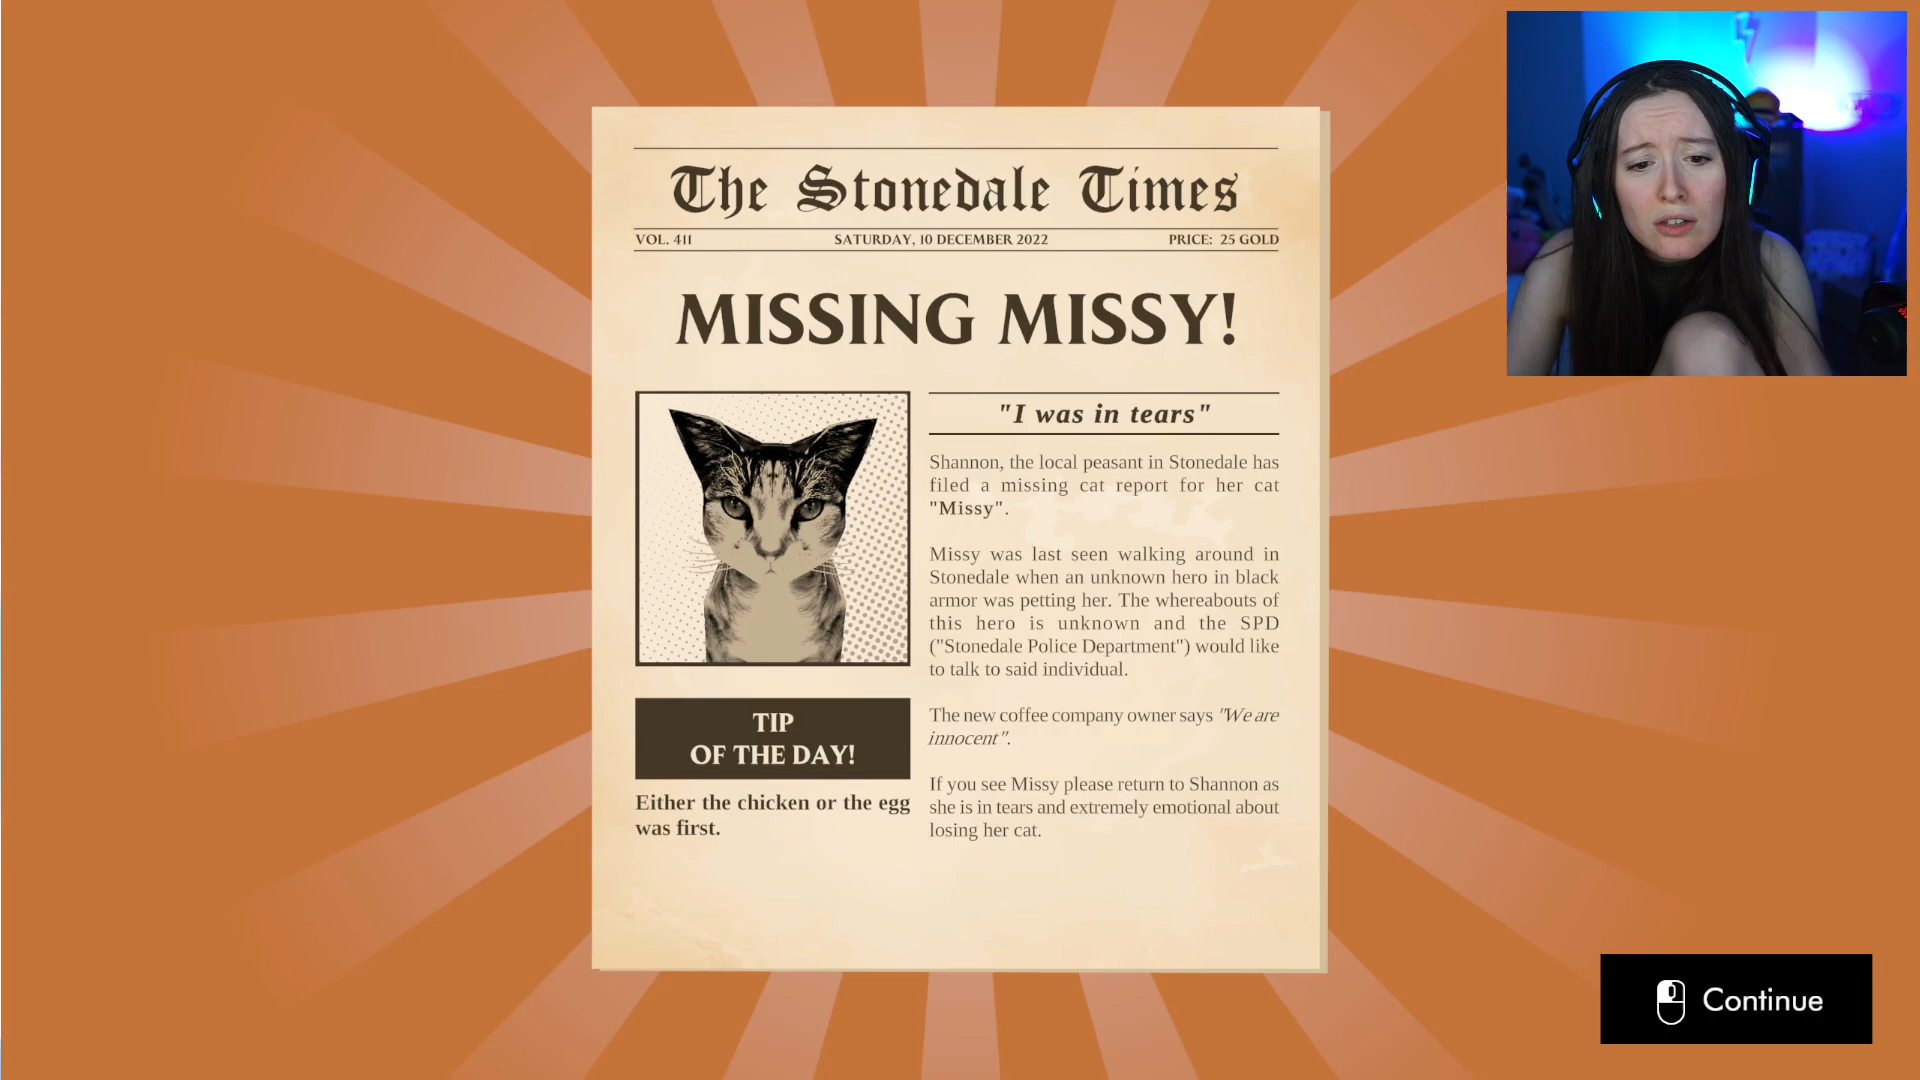 The Stonedale Times
VOL. 411 SATURDAY, 10 DECEMBER 2022 PRICE: 25 GOLD
MISSING MISSY!
"I was in tears"
Shannon, the local peasant in Stonedale has
filed a missing cat report for her cat
"Missy".
Missy was last seen walking around in
Stonedale when an unknown hero in black
armor was petting her. The whereabouts of
this hero is unknown and the SPD
("Stonedale Police Department") would like
to talk to said individual.
The new coffee company owner says "We are
innocent".
If you see Missy please return to Shannon as
she is in tears and extremely emotional about
losing her cat.
TIP
OF THE DAY!
Either the chicken or the egg
was first.
Continue